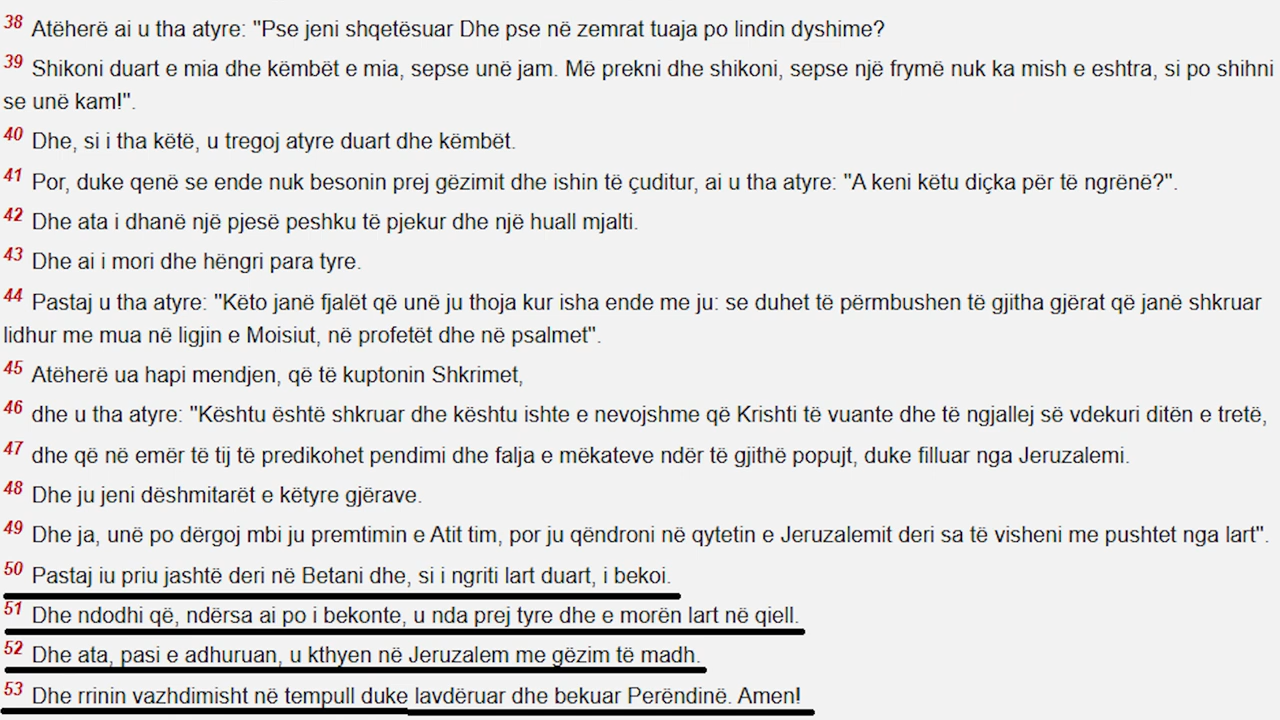 38 Atëherë ai u tha atyre: "Pse jeni shqetësuar Dhe pse në zemrat tuaja po lindin dyshime?
39 Shikoni duart e mia dhe këmbët e mia, sepse unë jam. Më prekni dhe shikoni, sepse një frymë nuk ka mish e eshtra, si po shihni
se unë kam!".
40 Dhe, si i tha këtë, u tregoj atyre duart dhe këmbët.
41 Por, duke qenë se ende nuk besonin prej gëzimit dhe ishin të çuditur, ai u tha atyre: "A keni këtu diçka për të ngrënë?".
42 Dhe ata i dhanë një pjesë peshku të pjekur dhe një huall mjalti.
43 Dhe ai i mori dhe hëngri para tyre.
44 Pastaj u tha atyre: "Këto janë fjalët që unë ju thoja kur isha ende me ju: se duhet të përmbushen të gjitha gjërat që janë shkruar
lidhur me mua në ligjin e Moisiut, në profetët dhe në psalmet".
45 Atëherë ua hapi mendjen, që të kuptonin Shkrimet,
46 dhe u tha atyre: "Kështu është shkruar dhe kështu ishte e nevojshme që Krishti të vuante dhe të ngjallej së vdekuri ditën e tretë,
47 dhe që në emër të tij të predikohet pendimi dhe falja e mëkateve ndër të gjithë popujt, duke filluar nga Jeruzalemi.
48 Dhe ju jeni dëshmitarët e këtyre gjërave.
49 Dhe ja, unë po dërgoj mbi ju premtimin e Atit tim, por ju qëndroni në qytetin e Jeruzalemit deri sa të visheni me pushtet nga lart".
50 Pastaj iu priu jashtë deri në Betani dhe, si i ngriti lart duart, i bekoi.
51 Dhe ndodhi që, ndërsa ai po i bekonte, u nda prej tyre dhe e morën lart në qiell.
52 Dhe ata, pasi e adhuruan, u kthyen në Jeruzalem me gëzim të madh.
53 Dhe rrinin vazhdimisht në tempull duke lavdëruar dhe bekuar Perëndinë. Amen!